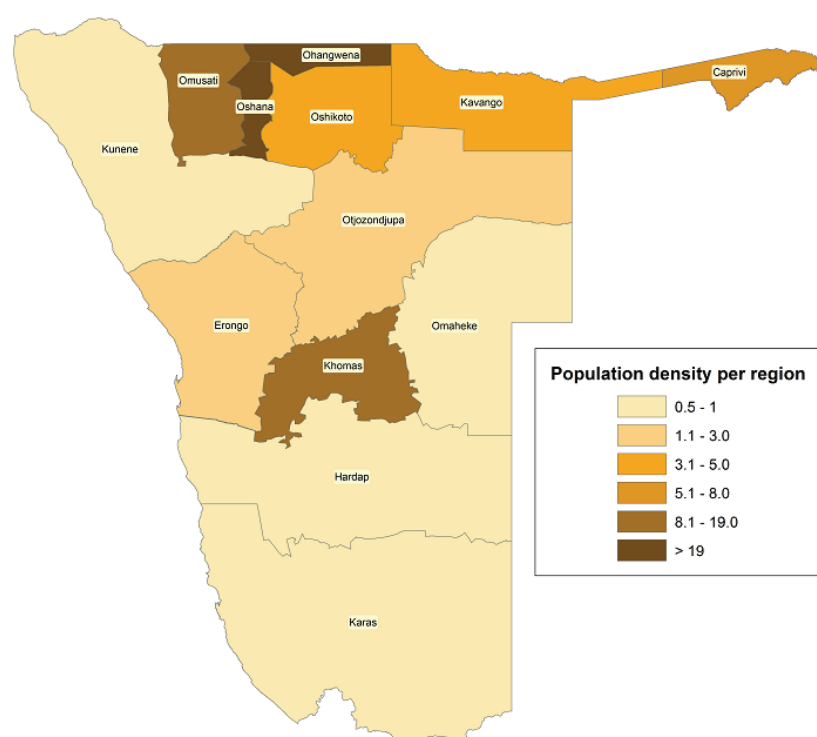 Ohangwena
Omusati
Caprivi
Oshana
Kavango
Oshikoto
Kunene
Otjozondjupa
Erongo
Omaheke
Khomas
Population density per region
0.5 - 1
1.1 - 3.0
3.1 - 5.0
5.1 - 8.0
8.1 - 19.0
> 19
Hardap
Karas